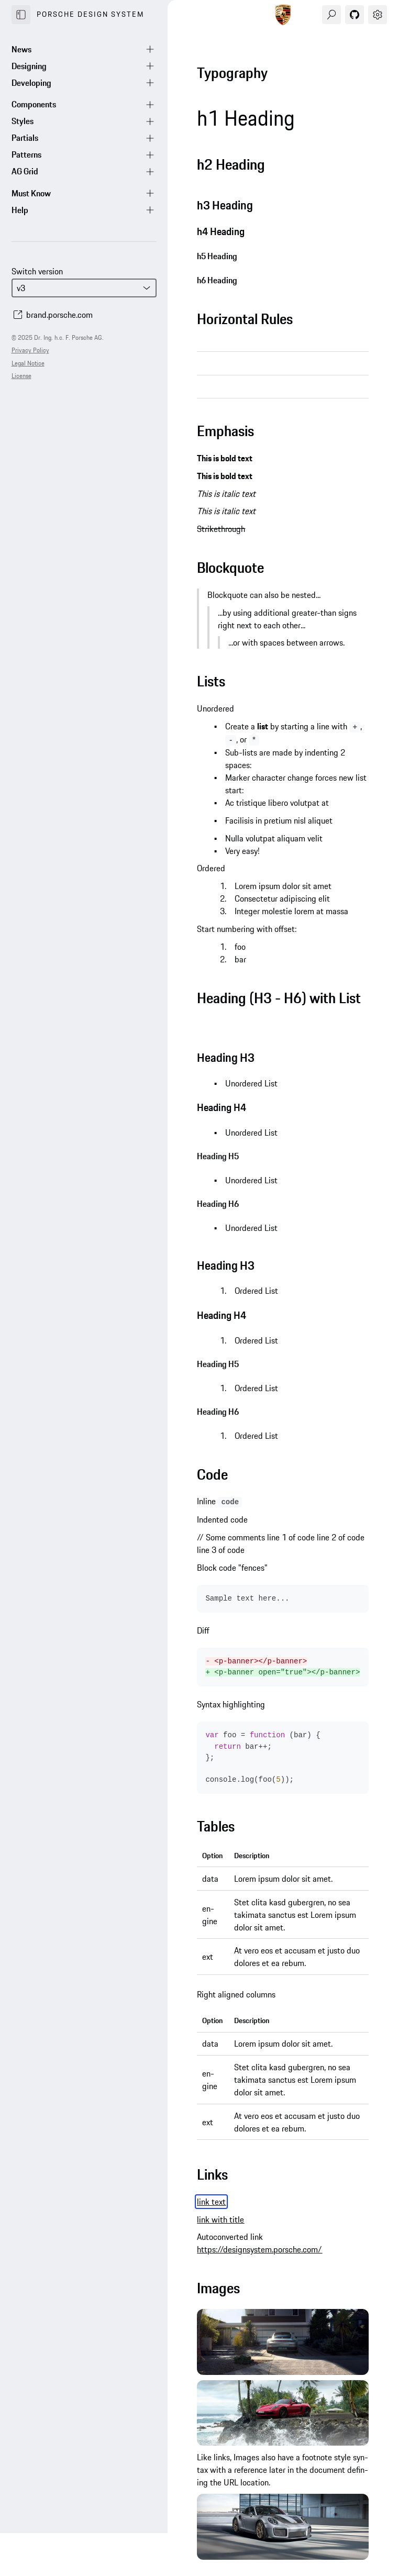 PORSCHE DESIGN SYSTEM
News
Designing
Developing
Components
Styles
Partials
Patterns
AG Grid
Must Know
Help
Switch version
v3
brand.porsche.com
© 2025 Dr. Ing. h.c. F. Porsche AG.
Privacy Policy
Legal Notice
License
Typography
h1 Heading
h2 Heading
h3 Heading
h4 Heading
h5 Heading
h6 Heading
Horizontal Rules
Emphasis
This is bold text
This is bold text
This is italic text
This is italic text
Strikethrough
Blockquote
Blockquote can also be nested...
...by using additional greater-than signs
right next to each other...
...or with spaces between arrows.
Lists
Unordered
• Create a list by starting a line with + ,
- , or *
• Sub-lists are made by indenting 2
spaces:
• Marker character change forces new list
start:
• Ac tristique libero volutpat at
• Facilisis in pretium nisl aliquet
• Nulla volutpat aliquam velit
• Very easy!
Ordered
1. Lorem ipsum dolor sit amet
2. Consectetur adipiscing elit
3. Integer molestie lorem at massa
Start numbering with offset:
1. foo
2. bar
Heading (H3 - H6) with List
Heading H3
• Unordered List
Heading H4
• Unordered List
Heading H5
• Unordered List
Heading H6
• Unordered List
Heading H3
1. Ordered List
Heading H4
1. Ordered List
Heading H5
1. Ordered List
Heading H6
1. Ordered List
Code
Inline code
Indented code
// Some comments line 1 of code line 2 of code
line 3 of code
Block code "fences"
Sample text here...
Diff
- <p-banner></p-banner>
+ <p-banner open="true"></p-banner>
Syntax highlighting
var foo = function (bar) {
return bar++;
};
console.log(foo(5));
Tables
Option Description
data Lorem ipsum dolor sit amet.
en-
gine
Stet clita kasd gubergren, no sea
takimata sanctus est Lorem ipsum
dolor sit amet.
ext
At vero eos et accusam et justo duo
dolores et ea rebum.
Right aligned columns
Option Description
data Lorem ipsum dolor sit amet.
en-
gine
Stet clita kasd gubergren, no sea
takimata sanctus est Lorem ipsum
dolor sit amet.
ext
At vero eos et accusam et justo duo
dolores et ea rebum.
Links
link text
link with title
Autoconverted link
https://designsystem.porsche.com/
Images
Like links, Images also have a footnote style syn-
tax with a reference later in the document defin-
ing the URL location.